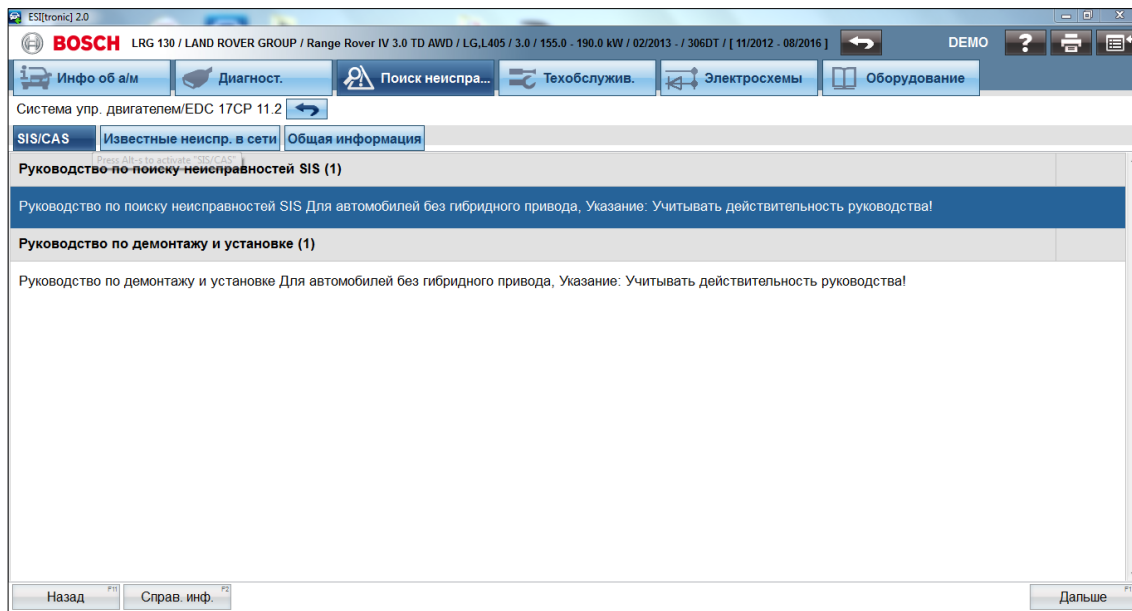 ESI[tronic] 2.0
BOSCH LRG 130 / LAND ROVER GROUP / Range Rover IV 3.0 TD AWD / LG,L405 / 3.0 / 155.0 - 190.0 kW / 02/2013 - / 306DT / [ 11/2012 - 08/2016 ] DEMO ?
Инфо об а/м Диагност. Поиск неиспра... Техобслужив. Электросхемы Оборудование
Система упр. двигателем/EDC 17CP 11.2
SIS/CAS Известные неиспр. в сети Общая информация
Press Alt-s to activate "SIS/CAS"
Руководство по поиску неисправностей SIS (1)
Руководство по поиску неисправностей SIS Для автомобилей без гибридного привода, Указание: Учитывать действительность руководства!
Руководство по демонтажу и установке (1)
Руководство по демонтажу и установке Для автомобилей без гибридного привода, Указание: Учитывать действительность руководства!
Назад F11 Справ. инф. F2 Дальше